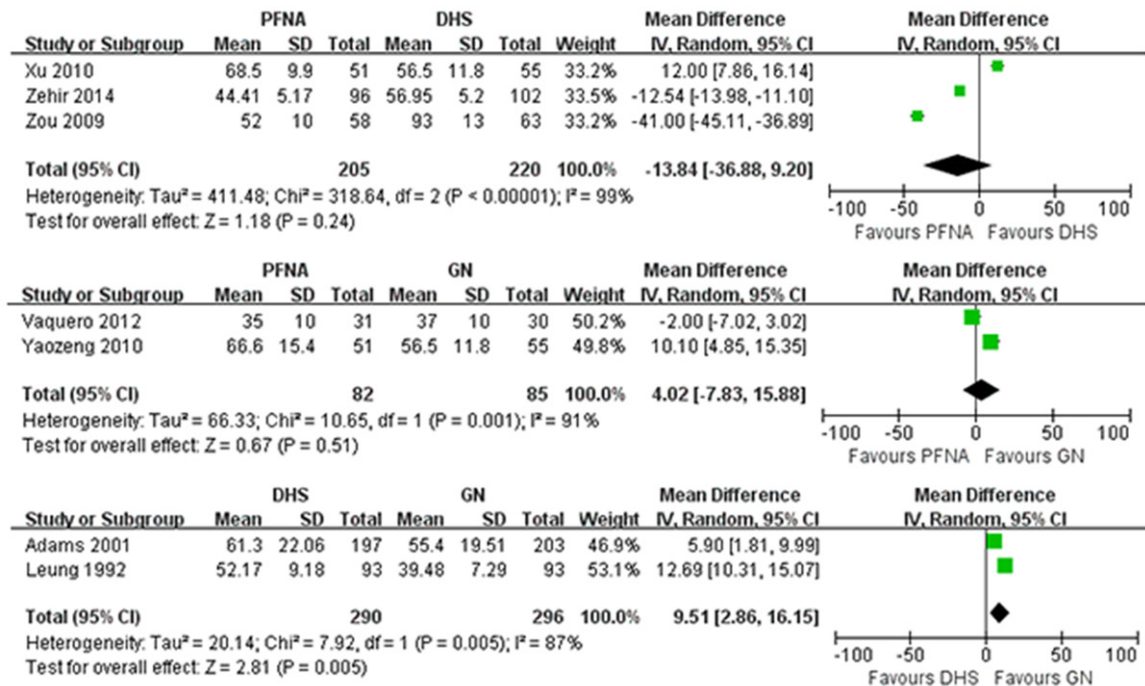 PFNA DHS Mean Difference Mean Difference
Study or Subgroup Mean SD Total Mean SD Total Weight IV, Random, 95% CI IV, Random, 95% CI
Xu 2010 68.5 9.9 51 56.5 11.8 55 33.2% 12.00 [7.86, 16.14]
Zehir 2014 44.41 5.17 96 56.95 5.2 102 33.5% -12.54 [-13.98, -11.10]
Zou 2009 52 10 58 93 13 63 33.2% -41.00 [-45.11, -36.89]
Total (95% CI) 205 220 100.0% -13.84 [-36.88, 9.20]
Heterogeneity: Tau² = 411.48; Chi² = 318.64, df = 2 (P < 0.00001); I² = 99%
Test for overall effect: Z = 1.18 (P = 0.24)
-100 -50 0 50 100
Favours PFNA Favours DHS
PFNA GN Mean Difference Mean Difference
Study or Subgroup Mean SD Total Mean SD Total Weight IV, Random, 95% CI IV, Random, 95% CI
Vaquero 2012 35 10 31 37 10 30 50.2% -2.00 [-7.02, 3.02]
Yaozeng 2010 66.6 15.4 51 56.5 11.8 55 49.8% 10.10 [4.85, 15.35]
Total (95% CI) 82 85 100.0% 4.02 [-7.83, 15.88]
Heterogeneity: Tau² = 66.33; Chi² = 10.65, df = 1 (P = 0.001); I² = 91%
Test for overall effect: Z = 0.67 (P = 0.51)
-100 -50 0 50 100
Favours PFNA Favours GN
DHS GN Mean Difference Mean Difference
Study or Subgroup Mean SD Total Mean SD Total Weight IV, Random, 95% CI IV, Random, 95% CI
Adams 2001 61.3 22.06 197 55.4 19.51 203 46.9% 5.90 [1.81, 9.99]
Leung 1992 52.17 9.18 93 39.48 7.29 93 53.1% 12.69 [10.31, 15.07]
Total (95% CI) 290 296 100.0% 9.51 [2.86, 16.15]
Heterogeneity: Tau² = 20.14; Chi² = 7.92, df = 1 (P = 0.005); I² = 87%
Test for overall effect: Z = 2.81 (P = 0.005)
-100 -50 0 50 100
Favours DHS Favours GN